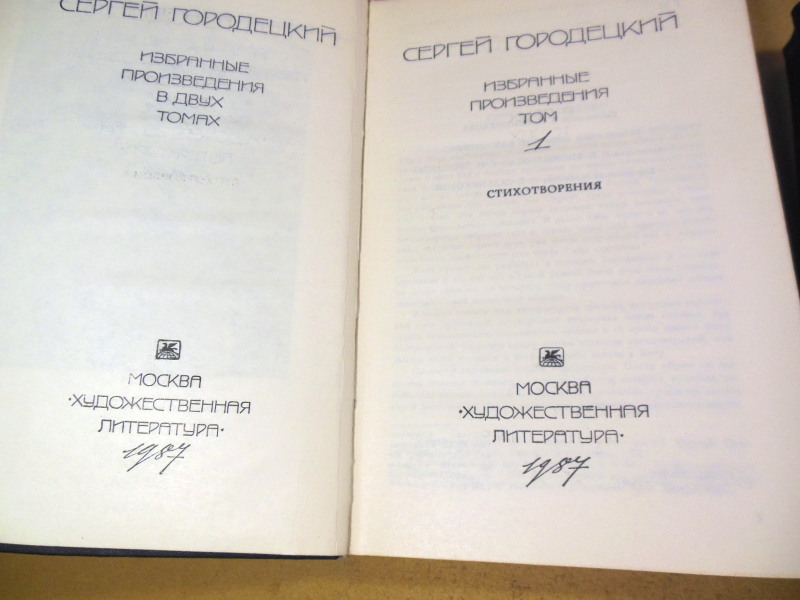 СЕРГЕЙ ГОРОДЕЦКИЙ
ИЗБРАННЫЕ
ПРОИЗВЕДЕНИЯ
В ДВУХ
ТОМАХ
МОСКВА
·ХУДОЖЕСТВЕННАЯ
ЛИТЕРАТУРА·
1987
СЕРГЕЙ ГОРОДЕЦКИЙ
ИЗБРАННЫЕ
ПРОИЗВЕДЕНИЯ
ТОМ
1
СТИХОТВОРЕНИЯ
МОСКВА
·ХУДОЖЕСТВЕННАЯ
ЛИТЕРАТУРА·
1987